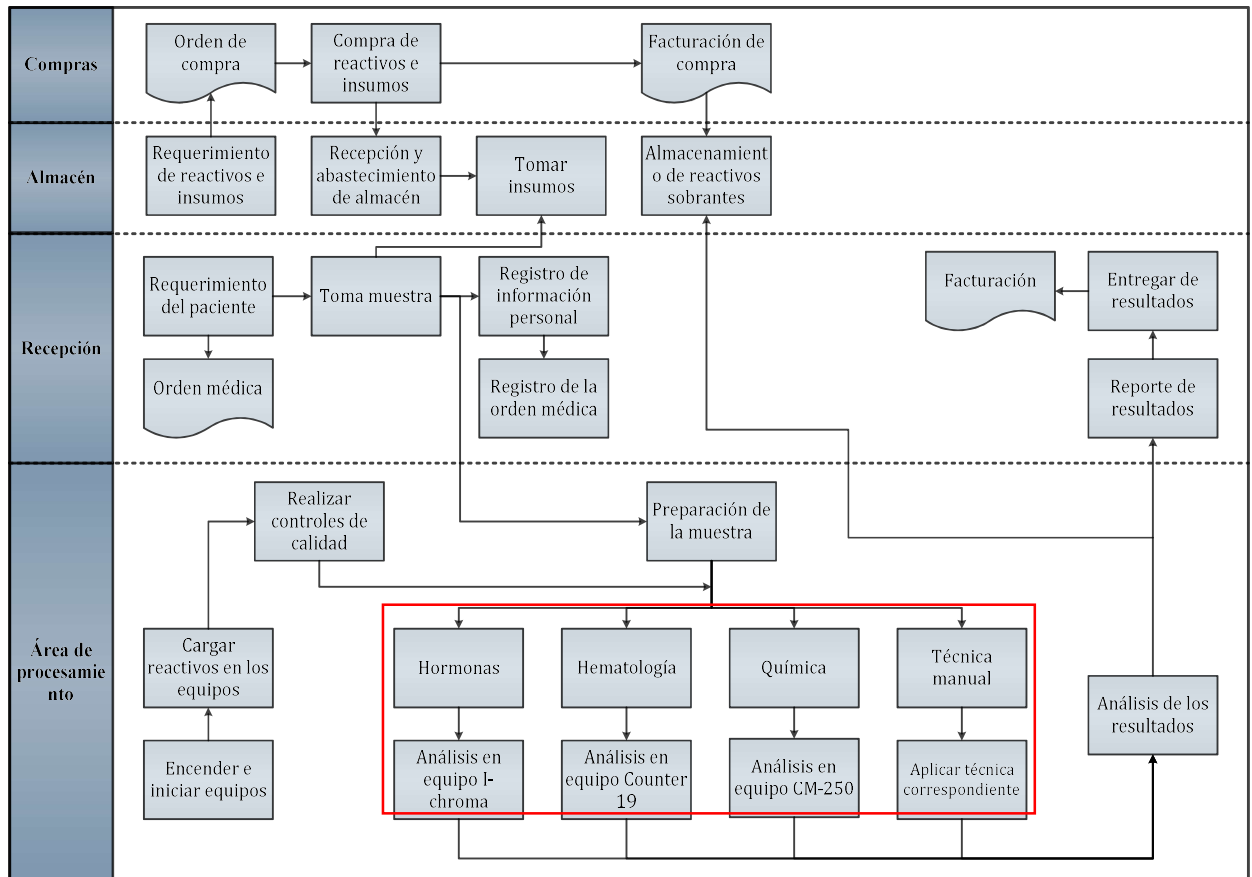 Compras
Orden de
compra
Compra de
reactivos e
insumos
Facturación de
compra
Almacén
Requerimiento
de reactivos e
insumos
Recepción y
abastecimiento
de almacén
Tomar
insumos
Almacenamient
o de reactivos
sobrantes
Recepción
Requerimiento
del paciente
Toma muestra
Registro de
información
personal
Facturación
Entregar de
resultados
Orden médica
Registro de la
orden médica
Reporte de
resultados
Área de
procesamie
nto
Realizar
controles de
calidad
Preparación de
la muestra
Cargar
reactivos en los
equipos
Hormonas
Hematología
Química
Técnica
manual
Análisis de los
resultados
Encender e
iniciar equipos
Análisis en
equipo I-
chroma
Análisis en
equipo Counter
19
Análisis en
equipo CM-250
Aplicar técnica
correspondiente